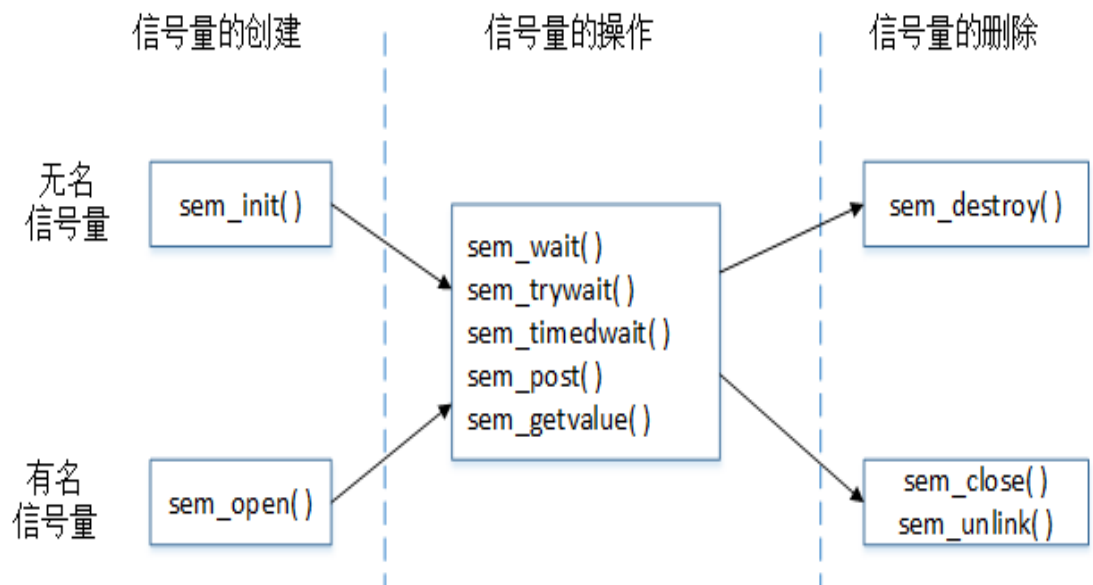 信号量的创建
信号量的操作
信号量的删除
无名
信号量
sem_init( )
sem_wait( )
sem_trywait( )
sem_timedwait( )
sem_post( )
sem_getvalue( )
sem_destroy( )
有名
信号量
sem_open( )
sem_close( )
sem_unlink( )